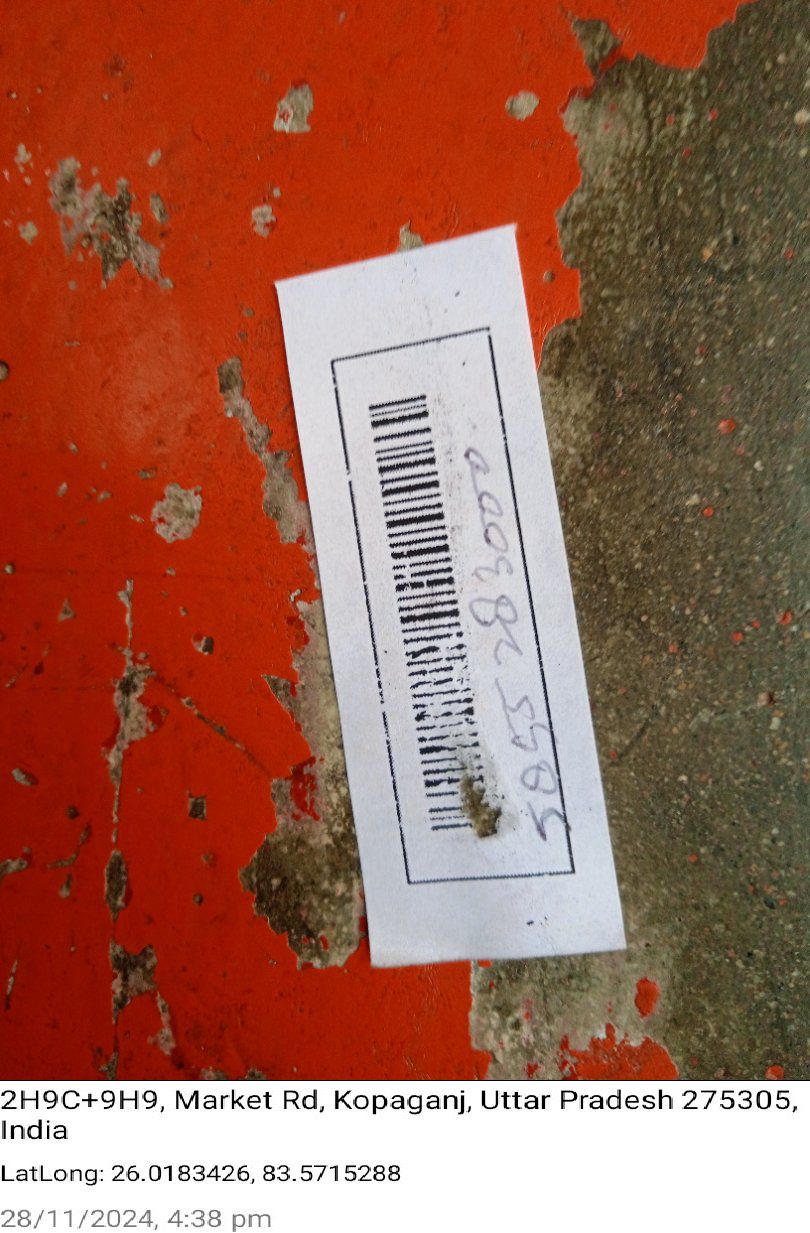 2H9C+9H9, Market Rd, Kopaganj, Uttar Pradesh 275305,
India
LatLong: 26.0183426, 83.5715288
28/11/2024, 4:38 pm